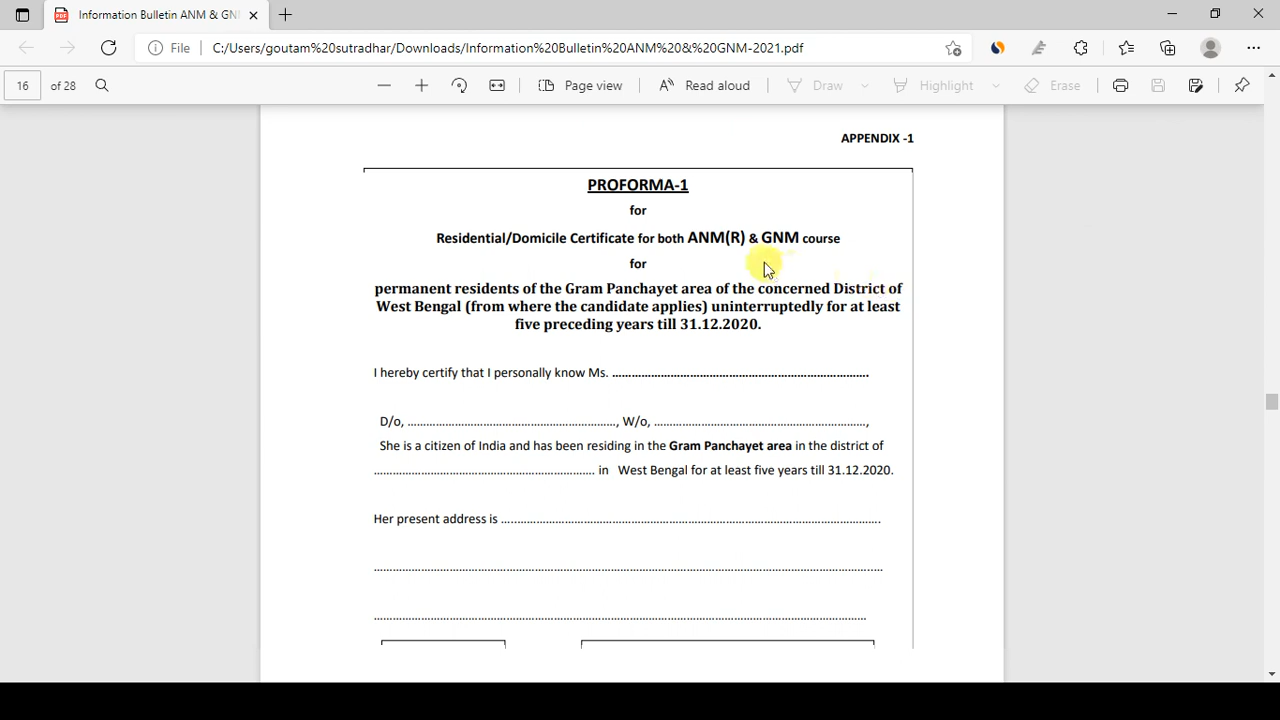 Information Bulletin ANM & GN
File
C:/Users/goutam%20sutradhar/Downloads/Information%20Bulletin%20ANM%20&%20GNM-2021.pdf
16 of 28
Page view
Read aloud
Draw
Highlight
Erase
APPENDIX -1
PROFORMA-1
for
Residential/Domicile Certificate for both ANM(R) & GNM course
for
permanent residents of the Gram Panchayet area of the concerned District of
West Bengal (from where the candidate applies) uninterruptedly for at least
five preceding years till 31.12.2020.
I hereby certify that I personally know Ms. ................................................................................
D/o, ................................................................, W/o, ..................................................................,
She is a citizen of India and has been residing in the Gram Panchayet area in the district of
.................................................................... in West Bengal for at least five years till 31.12.2020.
Her present address is ....................................................................................................................
................................................................................................................................................
................................................................................................................................................